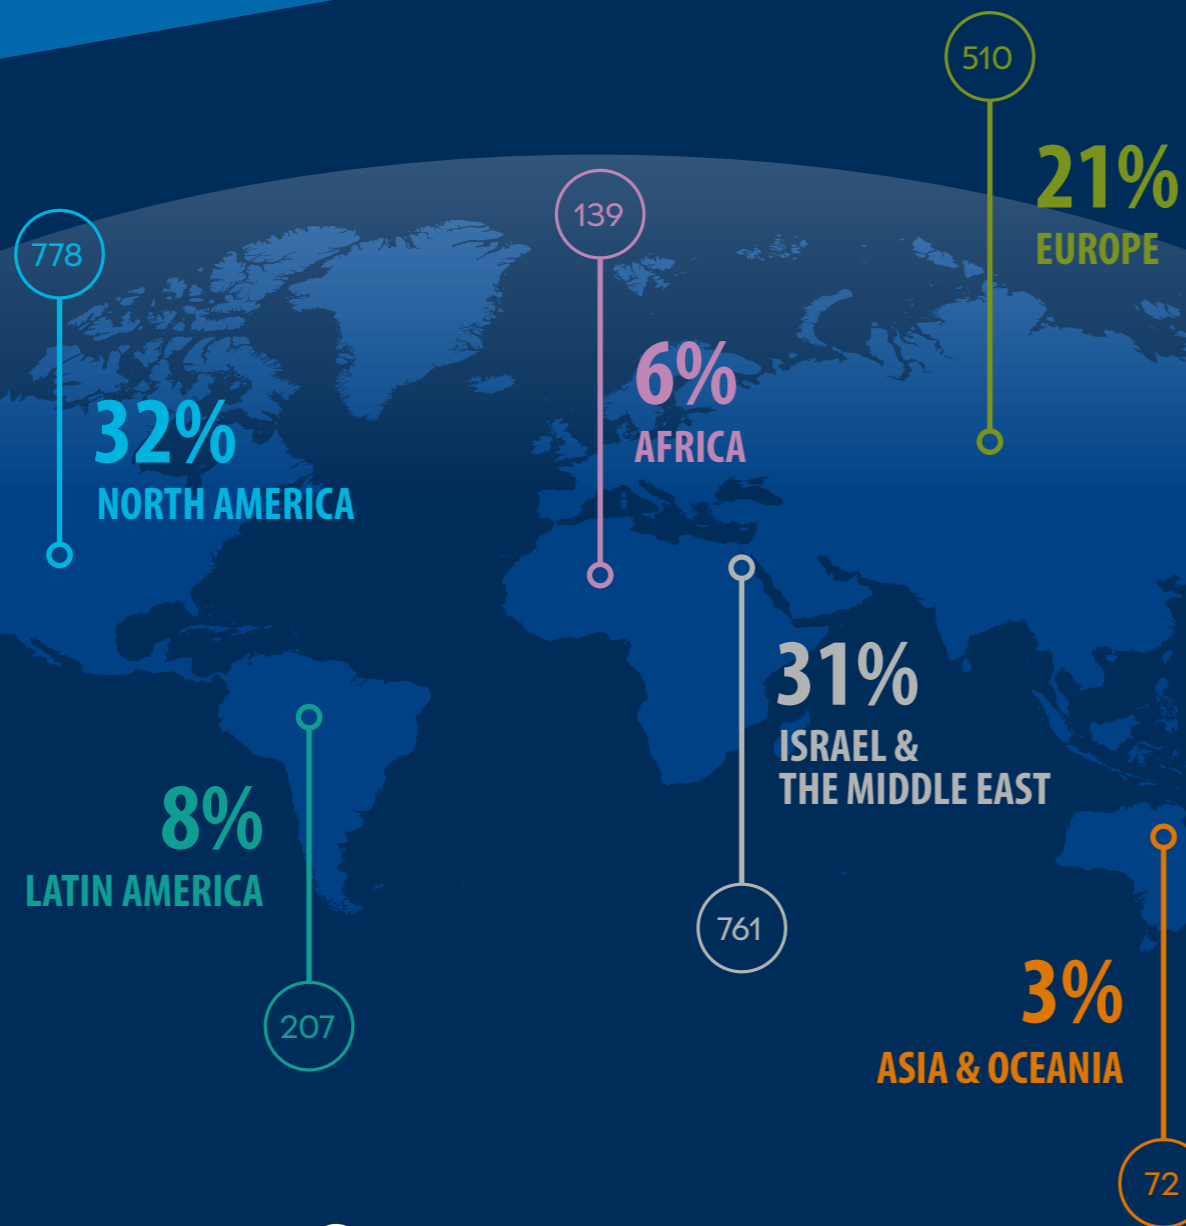 510
21%
EUROPE
778
32%
NORTH AMERICA
139
6%
AFRICA
31%
ISRAEL &
THE MIDDLE EAST
761
8%
LATIN AMERICA
207
3%
ASIA & OCEANIA
72